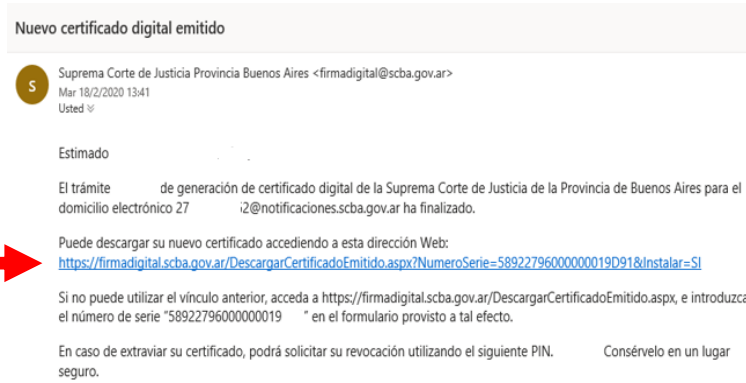 Nuevo certificado digital emitido
S
Suprema Corte de Justicia Provincia Buenos Aires <firmadigital@scba.gov.ar>
Mar 18/2/2020 13:41
Usted
Estimado
El trámite de generación de certificado digital de la Suprema Corte de Justicia de la Provincia de Buenos Aires para el
domicilio electrónico 27 i2@notificaciones.scba.gov.ar ha finalizado.
Puede descargar su nuevo certificado accediendo a esta dirección Web:
https://firmadigital.scba.gov.ar/DescargarCertificadoEmitido.aspx?NumeroSerie=58922796000000019D91&Instalar=SI
Si no puede utilizar el vínculo anterior, acceda a https://firmadigital.scba.gov.ar/DescargarCertificadoEmitido.aspx, e introduzca
el número de serie "58922796000000019 " en el formulario provisto a tal efecto.
En caso de extraviar su certificado, podrá solicitar su revocación utilizando el siguiente PIN. Consérvelo en un lugar
seguro.